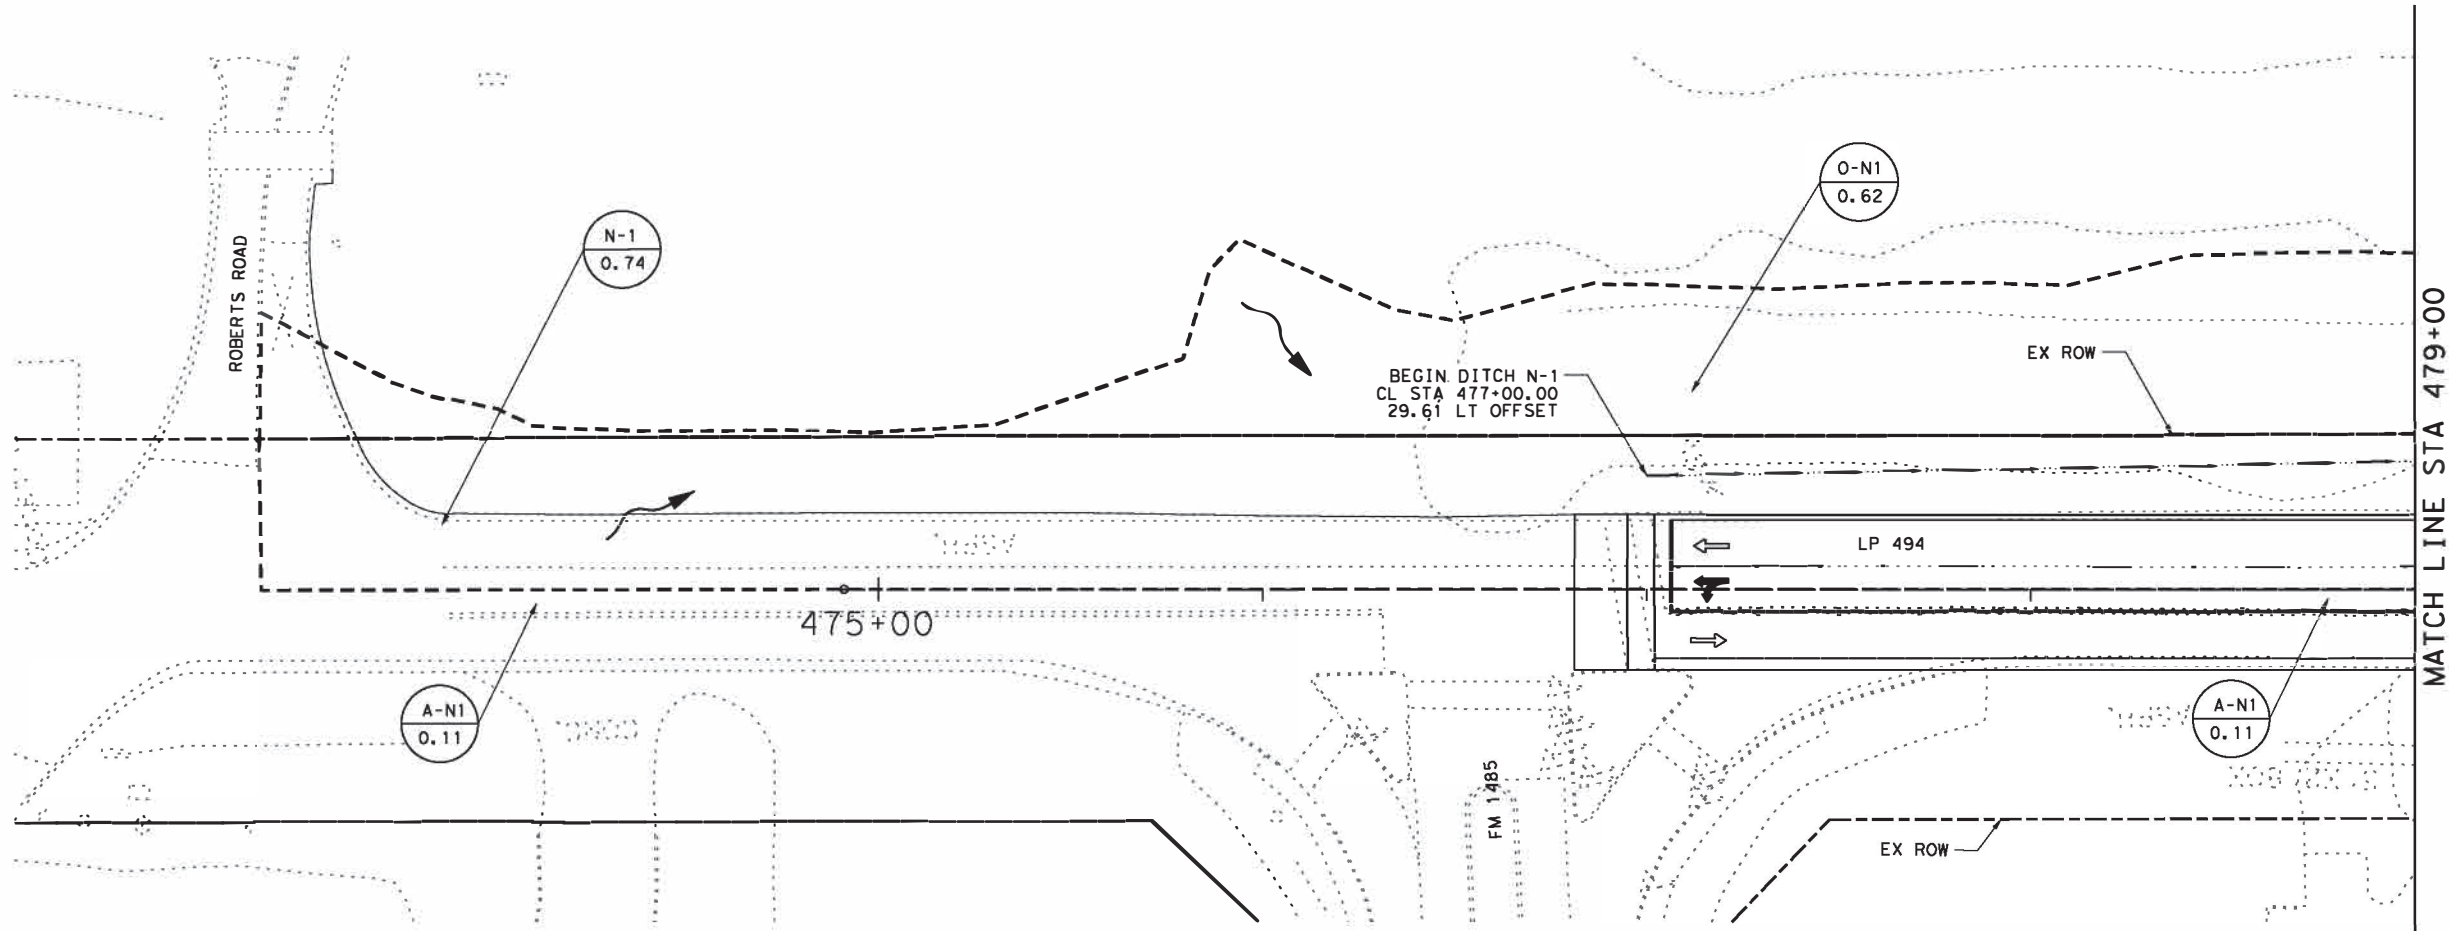 O-N1
0.62
N-1
0.74
ROBERTS ROAD
EX ROW
BEGIN DITCH N-1
CL STA 477+00.00
29.61 LT OFFSET
MATCH LINE STA 479+00
LP 494
475+00
A-N1
0.11
A-N1
0.11
FM 1485
EX ROW